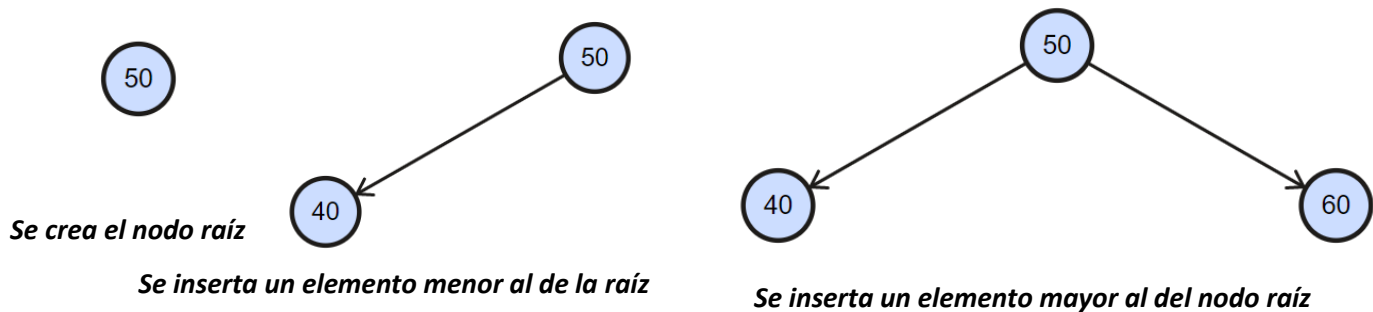 50
Se crea el nodo raíz
50
40
Se inserta un elemento menor al de la raíz
50
40
60
Se inserta un elemento mayor al del nodo raíz